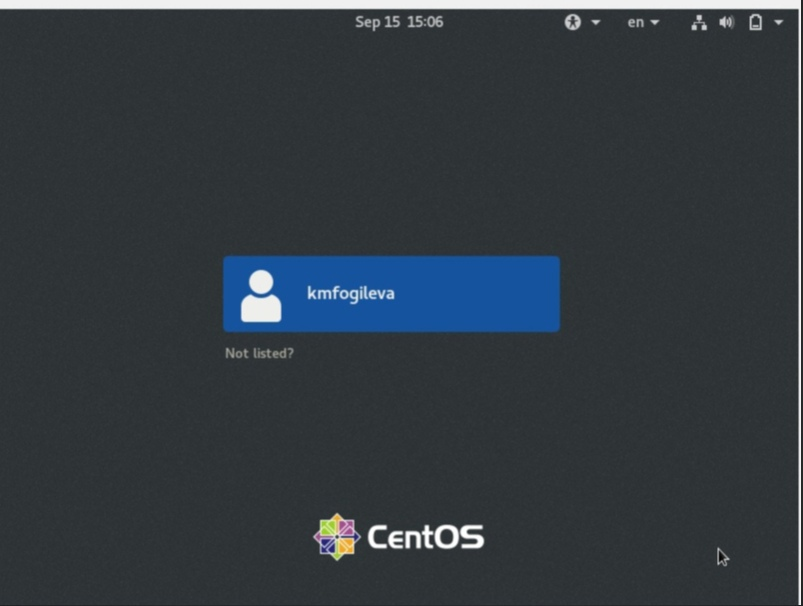 Sep 15 15:06
en
kmfogileva
Not listed?
CentOS